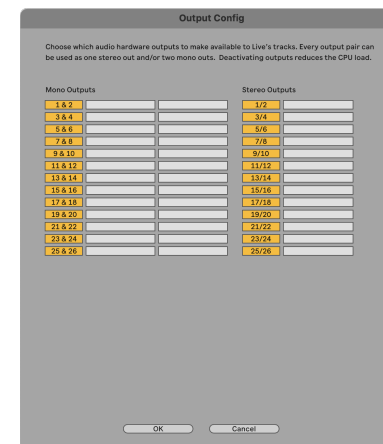 Output Config
Choose which audio hardware outputs to make available to Live's tracks. Every output pair can
be used as one stereo out and/or two mono outs. Deactivating outputs reduces the CPU load.
Mono Outputs Stereo Outputs
1 & 2 1/2
3 & 4 3/4
5 & 6 5/6
7 & 8 7/8
9 & 10 9/10
11 & 12 11/12
13 & 14 13/14
15 & 16 15/16
17 & 18 17/18
19 & 20 19/20
21 & 22 21/22
23 & 24 23/24
25 & 26 25/26
OK Cancel